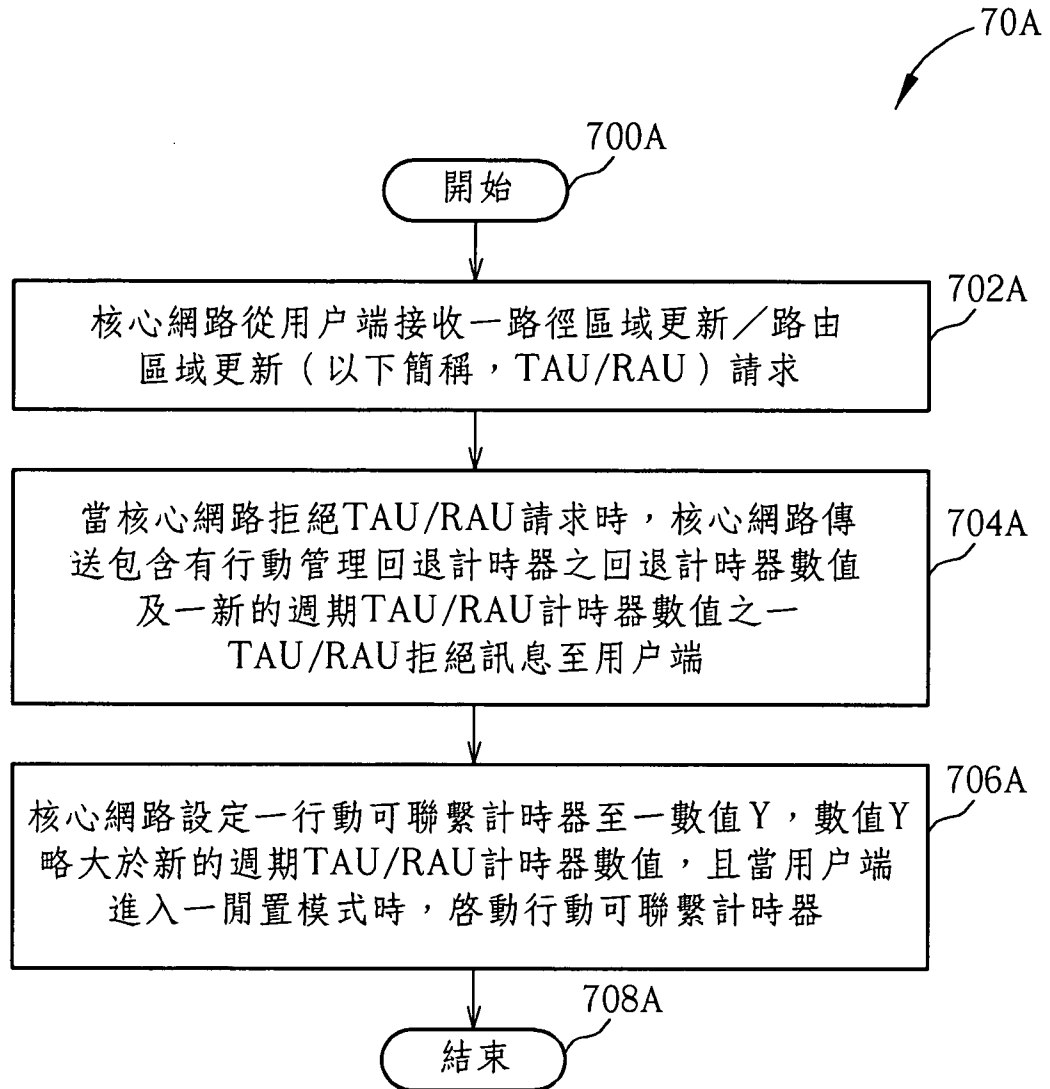 70A
700A
開始
702A
核心網路從用户端接收一路徑區域更新／路由
區域更新（以下簡稱，TAU/RAU）請求
704A
當核心網路拒絕TAU/RAU請求時，核心網路傳
送包含有行動管理回退計時器之回退計時器數值
及一新的週期TAU/RAU計時器數值之一
TAU/RAU拒絕訊息至用户端
706A
核心網路設定一行動可聯繫計時器至一數值Y，數值Y
略大於新的週期TAU/RAU計時器數值，且當用户端
進入一閒置模式時，啟動行動可聯繫計時器
708A
結束